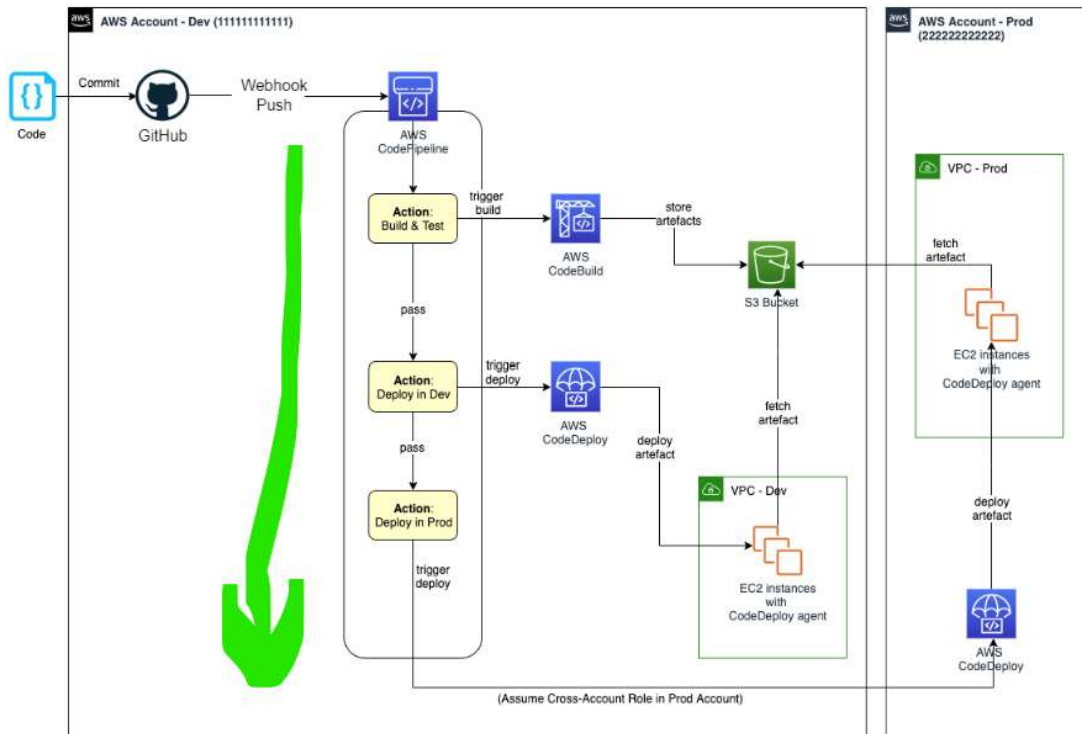 aws
AWS Account - Dev (111111111111)
aws
AWS Account - Prod
(222222222222)
Code
Commit
GitHub
Webhook
Push
AWS
CodePipeline
Action:
Build & Test
trigger
build
AWS
CodeBuild
store
artefacts
S3 Bucket
VPC - Prod
fetch
artefact
EC2 instances
with
CodeDeploy agent
pass
Action:
Deploy in Dev
trigger
deploy
AWS
CodeDeploy
deploy
artefact
fetch
artefact
VPC - Dev
EC2 instances
with
CodeDeploy agent
pass
Action:
Deploy in Prod
trigger
deploy
deploy
artefact
AWS
CodeDeploy
(Assume Cross-Account Role in Prod Account)